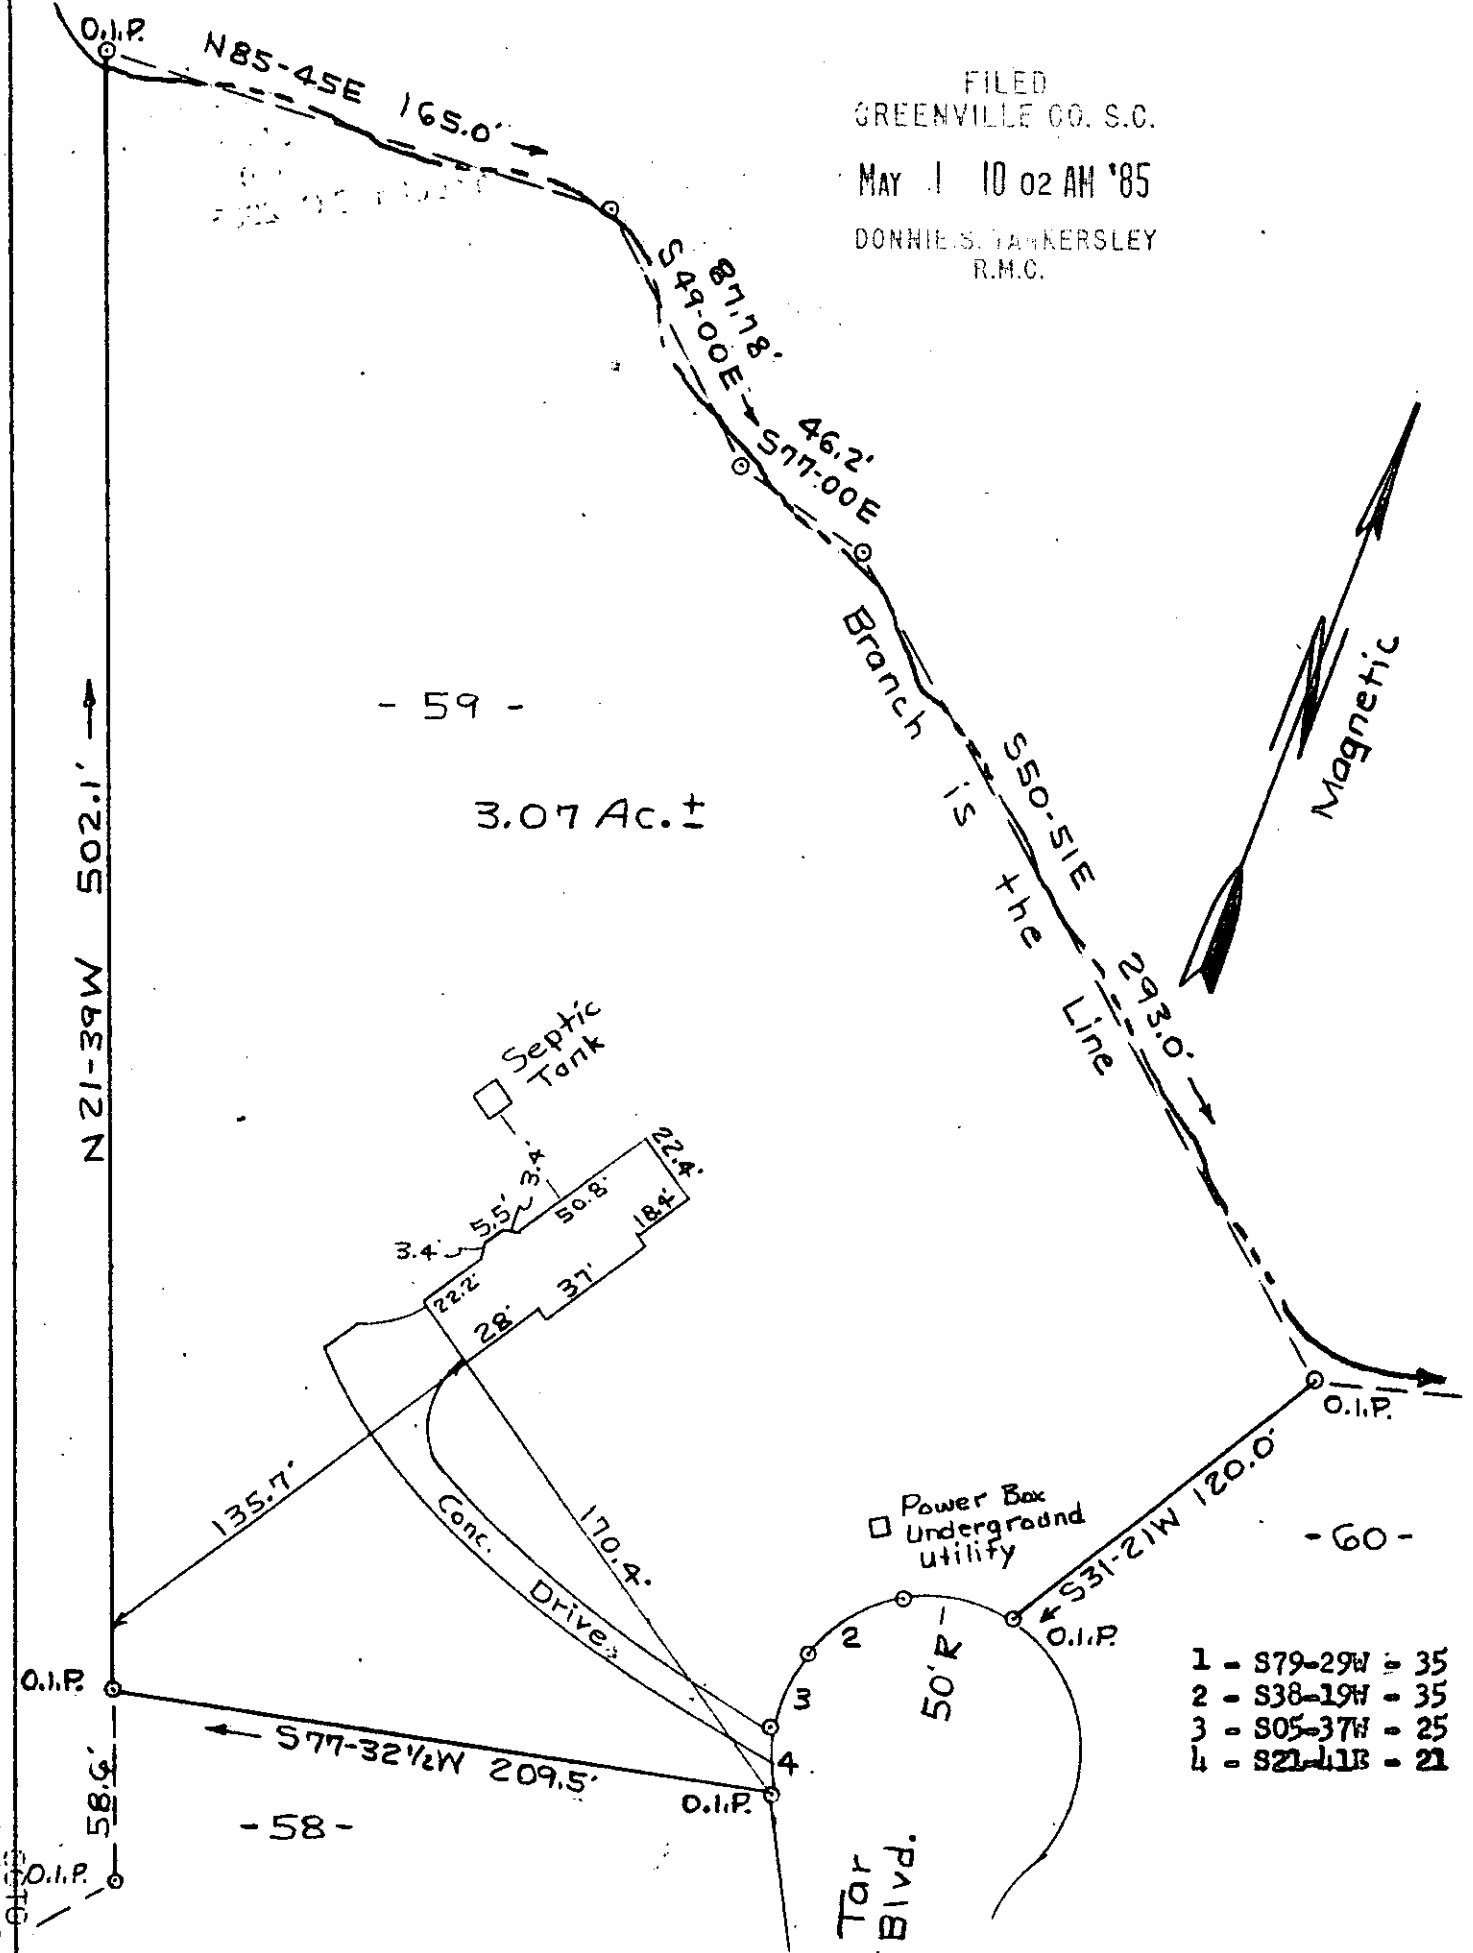 O.I.P.
N85-45E 165.0'
FILED
GREENVILLE CO. S.C.
MAY 1 10 02 AM '85
DONNIE S. TANKERSLEY
R.M.C.
87.78'
S49-00E
46.2'
S77-00E
Branch is the Line
S50-51E 293.0'
Magnetic
- 59 -
3.07 Ac. ±
N21-39W 502.1'
Septic
Tank
3.4'
5.5'
3.4'
50.8'
22.4'
18.4'
37'
28'
22.2'
135.7'
170.4'
Conc. Drive
Power Box
Underground
utility
O.I.P.
S31-21W 120.0'
- 60 -
O.I.P.
50'R
2
3
4
1 - S79-29W - 35
2 - S38-19W - 35
3 - S05-37W - 25
4 - S21-41E - 21
O.I.P.
S77-32½W 209.5'
O.I.P.
58.6'
- 58 -
O.I.P.
Tar
Blvd.